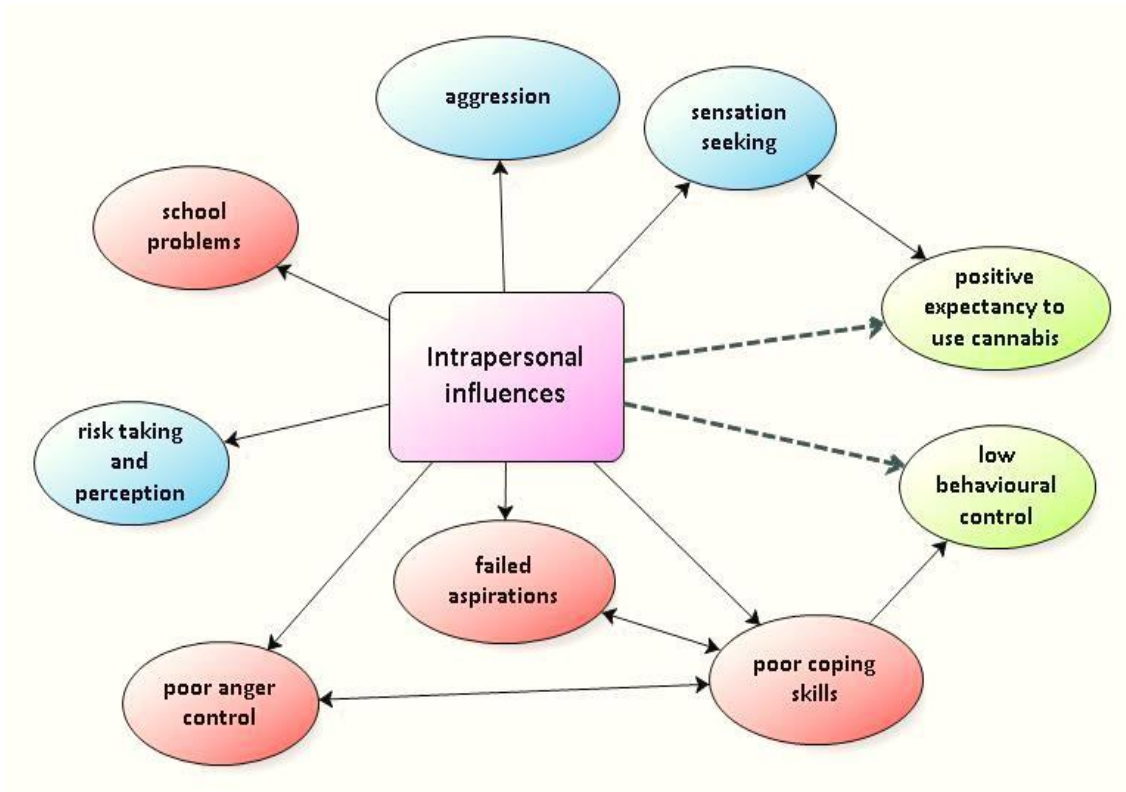 aggression
sensation
seeking
school
problems
positive
expectancy to
use cannabis
Intrapersonal
influences
risk taking
and
perception
low
behavioural
control
failed
aspirations
poor coping
skills
poor anger
control